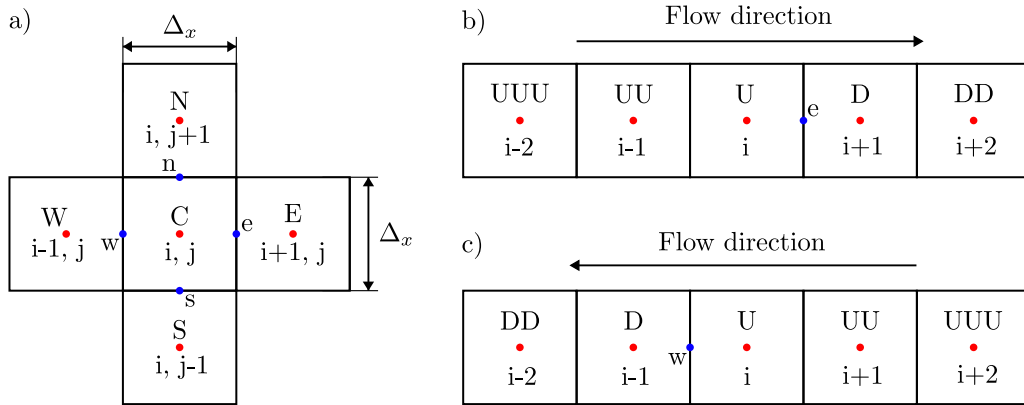 a)
Δx
N
i, j+1
n
W
i-1, j
w
C
i, j
e
E
i+1, j
Δx
s
S
i, j-1
b)
Flow direction
UUU UU U e D DD
i-2 i-1 i i+1 i+2
c)
Flow direction
DD D w U UU UUU
i-2 i-1 i i+1 i+2